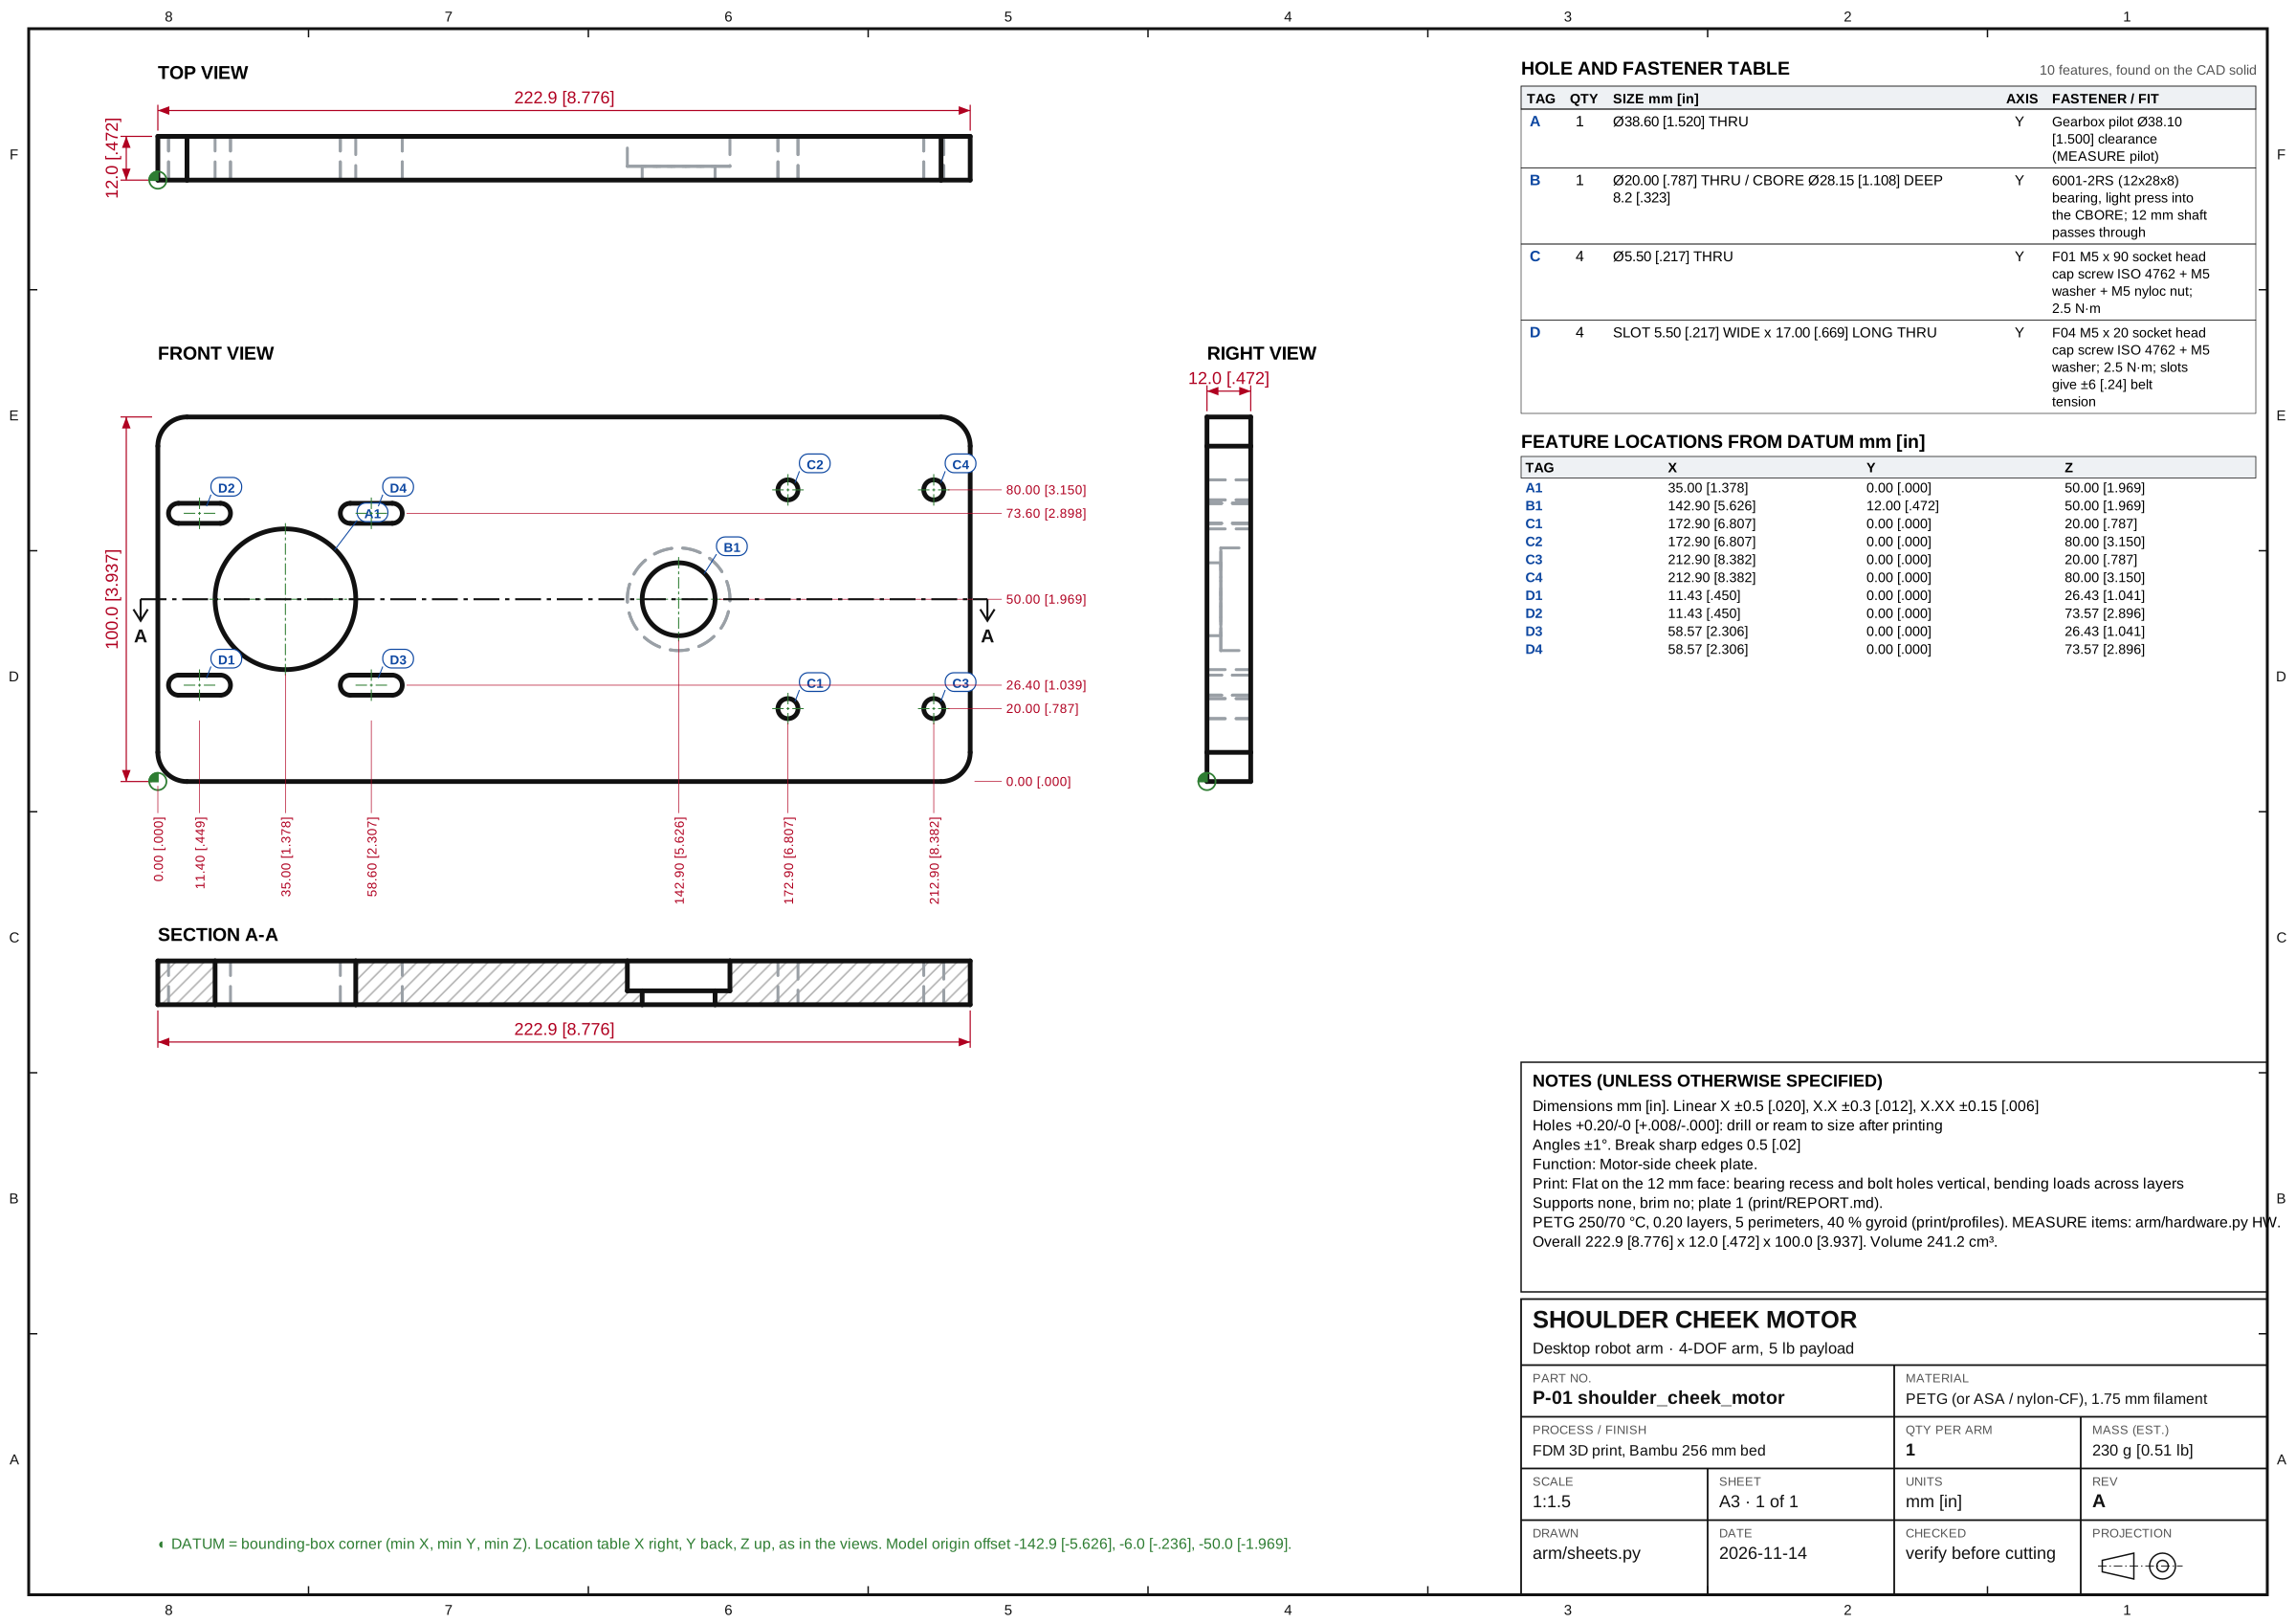 8 7 6 5 4 3 2 1
TOP VIEW
222.9 [8.776]
12.0 [.472]
FRONT VIEW
RIGHT VIEW
12.0 [.472]
100.0 [3.937]
C2
C4
D2
D4
A1
B1
D1
D3
C1
C3
A
A
80.00 [3.150]
73.60 [2.898]
50.00 [1.969]
26.40 [1.039]
20.00 [.787]
0.00 [.000]
0.00 [.000]
11.40 [.449]
35.00 [1.378]
58.60 [2.307]
142.90 [5.626]
172.90 [6.807]
212.90 [8.382]
SECTION A-A
222.9 [8.776]
HOLE AND FASTENER TABLE
10 features, found on the CAD solid
TAG QTY SIZE mm [in] AXIS FASTENER / FIT
A 1 Ø38.60 [1.520] THRU Y Gearbox pilot Ø38.10
[1.500] clearance
(MEASURE pilot)
B 1 Ø20.00 [.787] THRU / CBORE Ø28.15 [1.108] DEEP Y 6001-2RS (12x28x8)
8.2 [.323] bearing, light press into
the CBORE; 12 mm shaft
passes through
C 4 Ø5.50 [.217] THRU Y F01 M5 x 90 socket head
cap screw ISO 4762 + M5
washer + M5 nyloc nut;
2.5 N·m
D 4 SLOT 5.50 [.217] WIDE x 17.00 [.669] LONG THRU Y F04 M5 x 20 socket head
cap screw ISO 4762 + M5
washer; 2.5 N·m; slots
give ±6 [.24] belt
tension
FEATURE LOCATIONS FROM DATUM mm [in]
TAG X Y Z
A1 35.00 [1.378] 0.00 [.000] 50.00 [1.969]
B1 142.90 [5.626] 12.00 [.472] 50.00 [1.969]
C1 172.90 [6.807] 0.00 [.000] 20.00 [.787]
C2 172.90 [6.807] 0.00 [.000] 80.00 [3.150]
C3 212.90 [8.382] 0.00 [.000] 20.00 [.787]
C4 212.90 [8.382] 0.00 [.000] 80.00 [3.150]
D1 11.43 [.450] 0.00 [.000] 26.43 [1.041]
D2 11.43 [.450] 0.00 [.000] 73.57 [2.896]
D3 58.57 [2.306] 0.00 [.000] 26.43 [1.041]
D4 58.57 [2.306] 0.00 [.000] 73.57 [2.896]
NOTES (UNLESS OTHERWISE SPECIFIED)
Dimensions mm [in]. Linear X ±0.5 [.020], X.X ±0.3 [.012], X.XX ±0.15 [.006]
Holes +0.20/-0 [+.008/-.000]: drill or ream to size after printing
Angles ±1°. Break sharp edges 0.5 [.02]
Function: Motor-side cheek plate.
Print: Flat on the 12 mm face: bearing recess and bolt holes vertical, bending loads across layers
Supports none, brim no; plate 1 (print/REPORT.md).
PETG 250/70 °C, 0.20 layers, 5 perimeters, 40 % gyroid (print/profiles). MEASURE items: arm/hardware.py HW.
Overall 222.9 [8.776] x 12.0 [.472] x 100.0 [3.937]. Volume 241.2 cm³.
SHOULDER CHEEK MOTOR
Desktop robot arm · 4-DOF arm, 5 lb payload
PART NO. MATERIAL
P-01 shoulder_cheek_motor PETG (or ASA / nylon-CF), 1.75 mm filament
PROCESS / FINISH QTY PER ARM MASS (EST.)
FDM 3D print, Bambu 256 mm bed 1 230 g [0.51 lb]
SCALE SHEET UNITS REV
1:1.5 A3 · 1 of 1 mm [in] A
DRAWN DATE CHECKED PROJECTION
arm/sheets.py 2026-11-14 verify before cutting
DATUM = bounding-box corner (min X, min Y, min Z). Location table X right, Y back, Z up, as in the views. Model origin offset -142.9 [-5.626], -6.0 [-.236], -50.0 [-1.969].
F F
E E
D D
C C
B B
A A
8 7 6 5 4 3 2 1